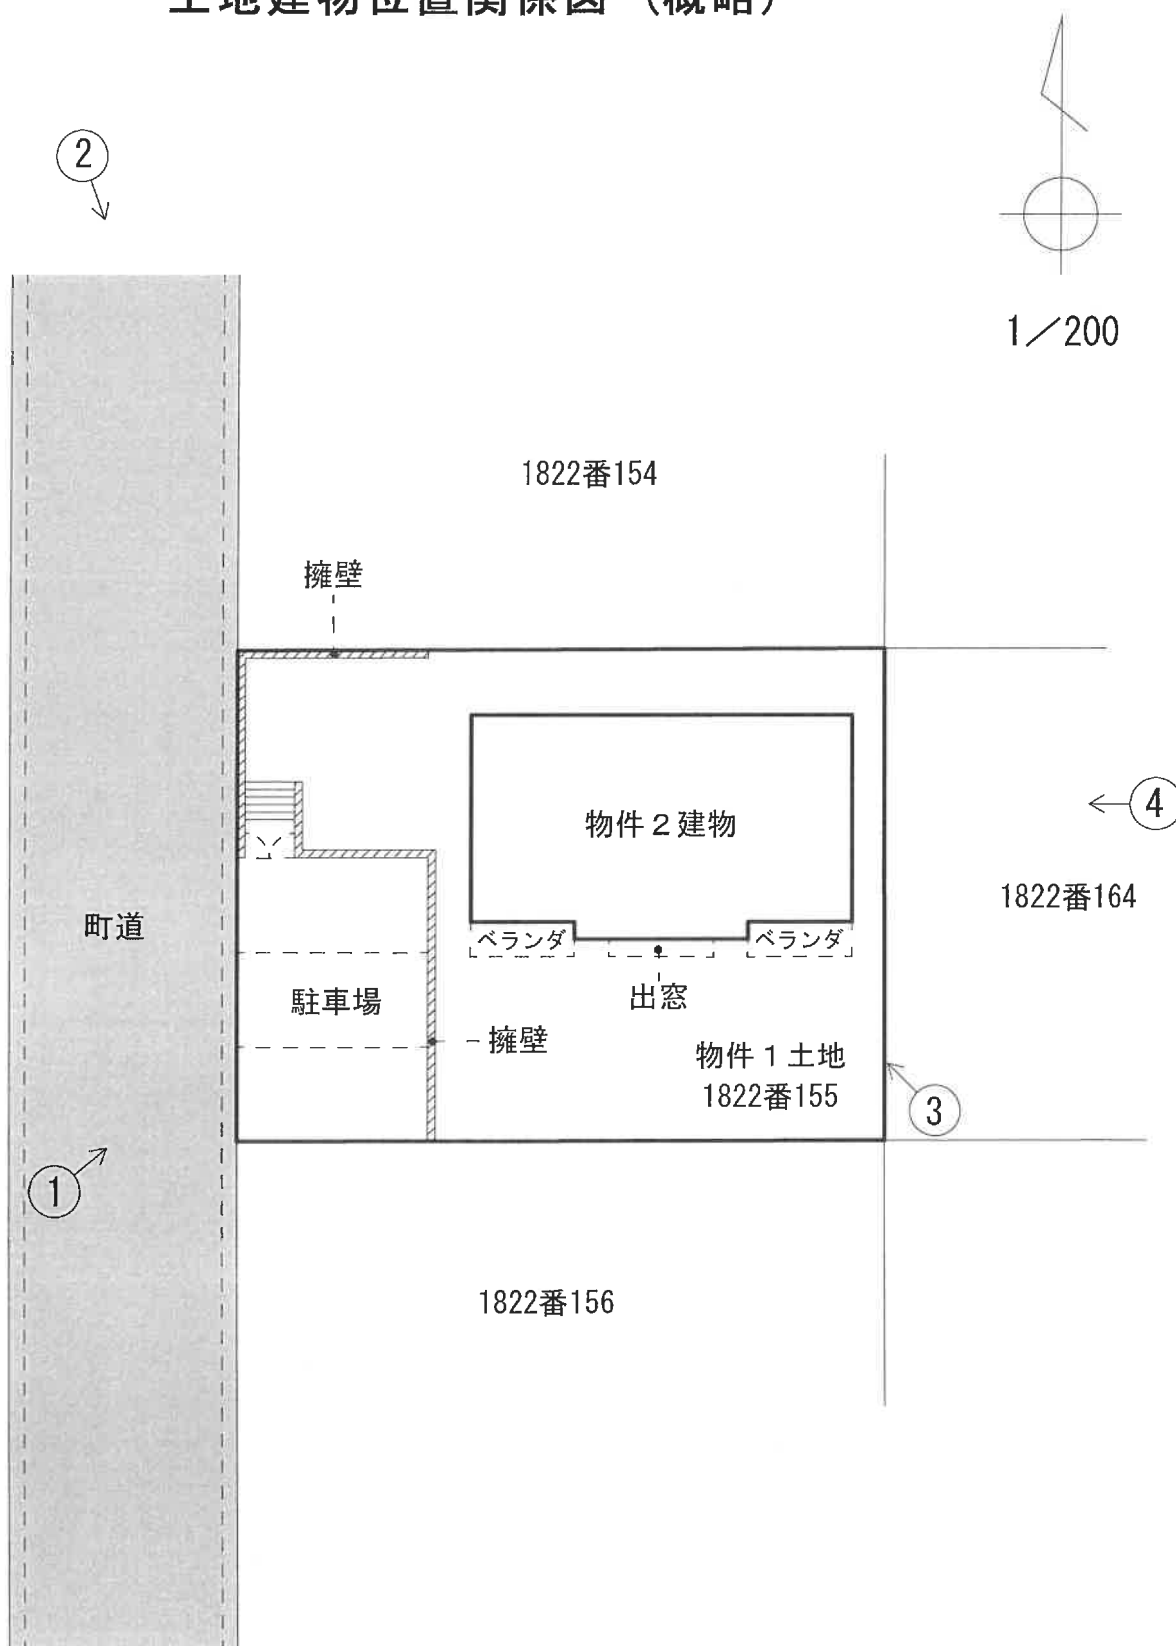 土地建物位置関係図（概略）
②
1／200
1822番154
擁壁
物件２建物
④
1822番164
町道
ベランダ
ベランダ
出窓
駐車場
擁壁
物件１土地
1822番155
③
①
1822番156